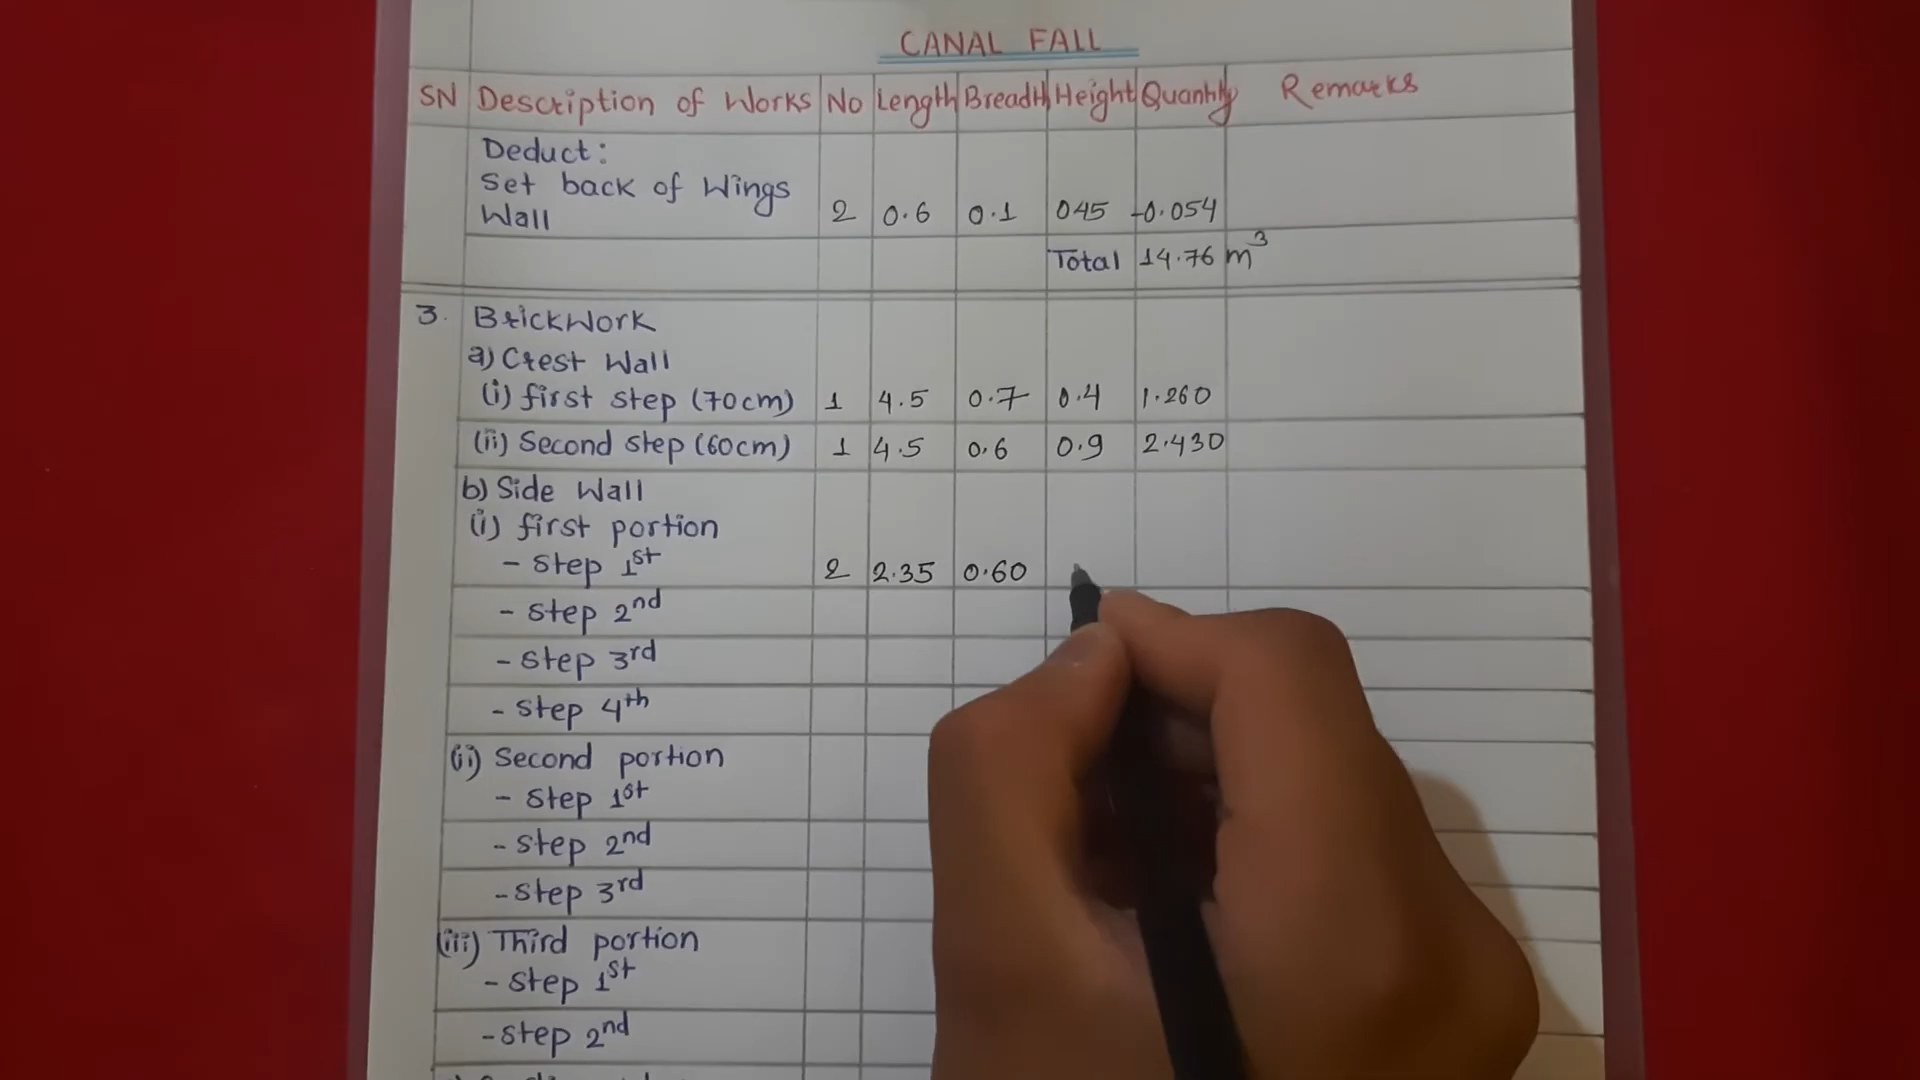 CANAL FALL
SN Description of Works No Length Breadth Height Quantity Remarks
Deduct:
Set back of Wings
Wall 2 0.6 0.1 045 -0.054
Total 14.76 m³
3. BrickWork
a) Crest Wall
(i) first step (70cm) 1 4.5 0.7 0.4 1.260
(ii) Second step (60cm) 1 4.5 0.6 0.9 2.430
b) Side Wall
(i) first portion
- Step 1st 2 2.35 0.60
- Step 2nd
- Step 3rd
- Step 4th
(ii) Second portion
- Step 1st
- Step 2nd
- Step 3rd
(iii) Third portion
- Step 1st
- Step 2nd